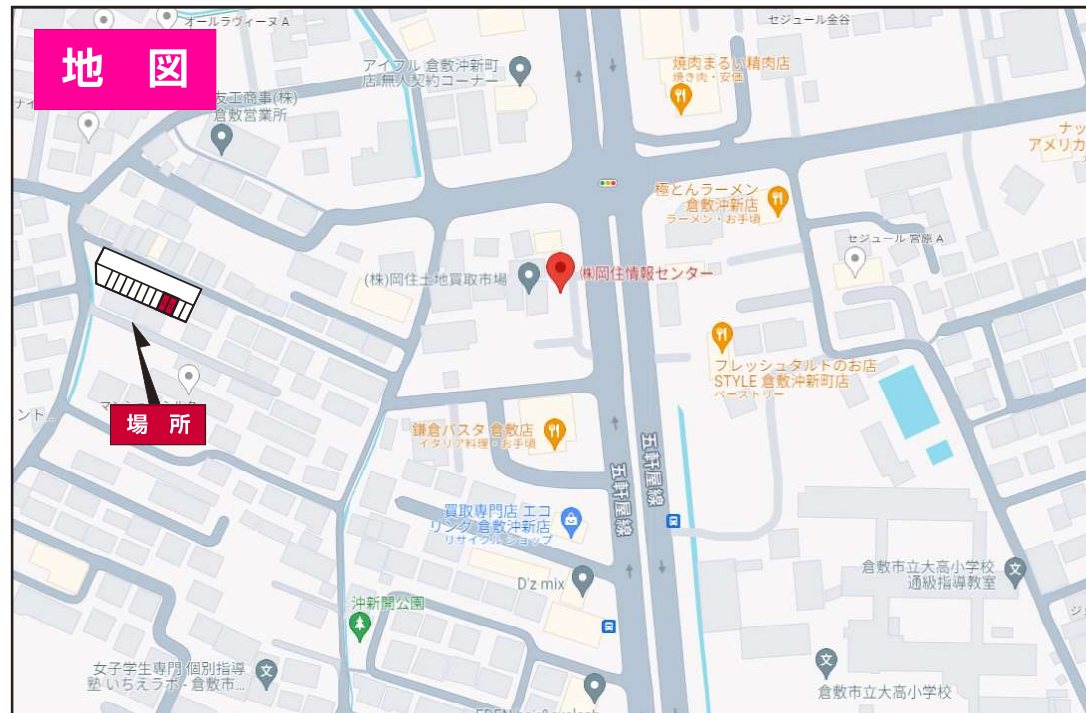 オールラヴィーヌ A
セジュール金谷
地 図
アイフル 倉敷沖新町
店 無人契約コーナー
焼肉まるい精肉店
焼き肉・安価
ナイ
友工商事(株)
倉敷営業所
ナッ
アメリカ
極とんラーメン
倉敷沖新店
ラーメン・お手頃
セジュール 宮原 A
(株)岡住土地買取市場
㈱岡住情報センター
フレッシュタルトのお店
STYLE 倉敷沖新町店
ペーストリー
場 所
ント...
鎌倉パスタ 倉敷店
イタリア料理・お手頃
五軒屋線
五軒屋線
買取専門店 エコ
リング 倉敷沖新店
リサイクル ショップ
D'z mix
倉敷市立大高小学校
通級指導教室
沖新開公園
ジ
女子学生専門 個別指導
塾 いちえラボ - 倉敷市...
倉敷市立大高小学校